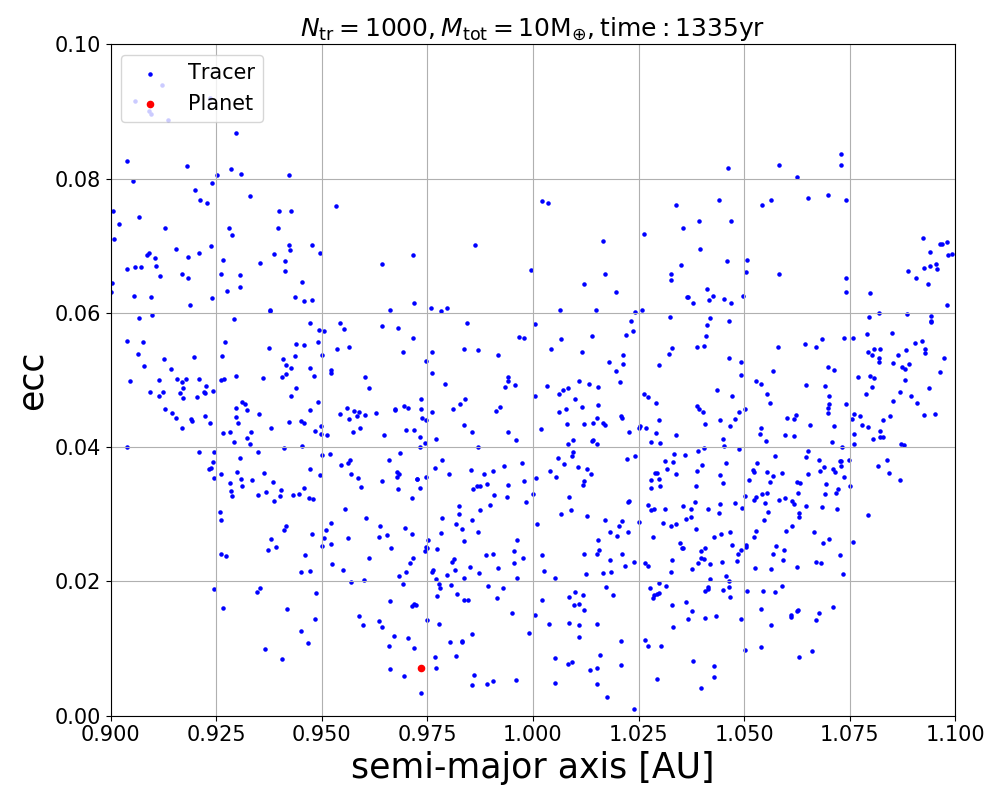 N_tr = 1000, M_tot = 10M_⊕, time : 1335yr
0.10
0.08
0.06
0.04
0.02
0.00
ecc
Tracer
Planet
0.900 0.925 0.950 0.975 1.000 1.025 1.050 1.075 1.100
semi-major axis [AU]